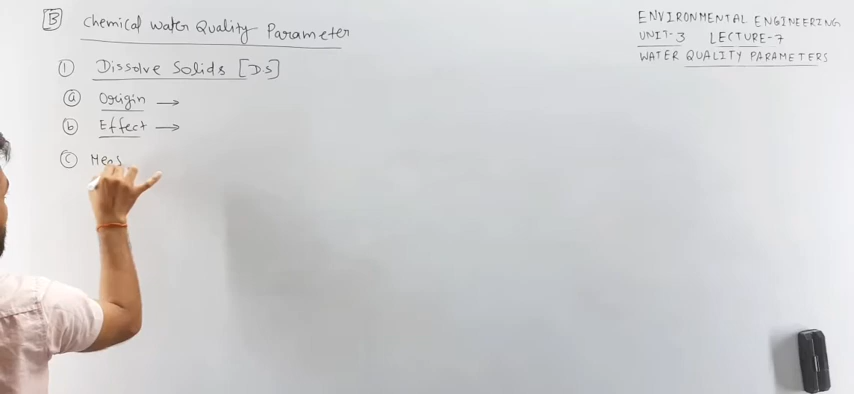 B Chemical Water Quality Parameter
1 Dissolve Solids [D.S]
a Origin →
b Effect →
c Meas
ENVIRONMENTAL ENGINEERING
UNIT-3 LECTURE-7
WATER QUALITY PARAMETERS